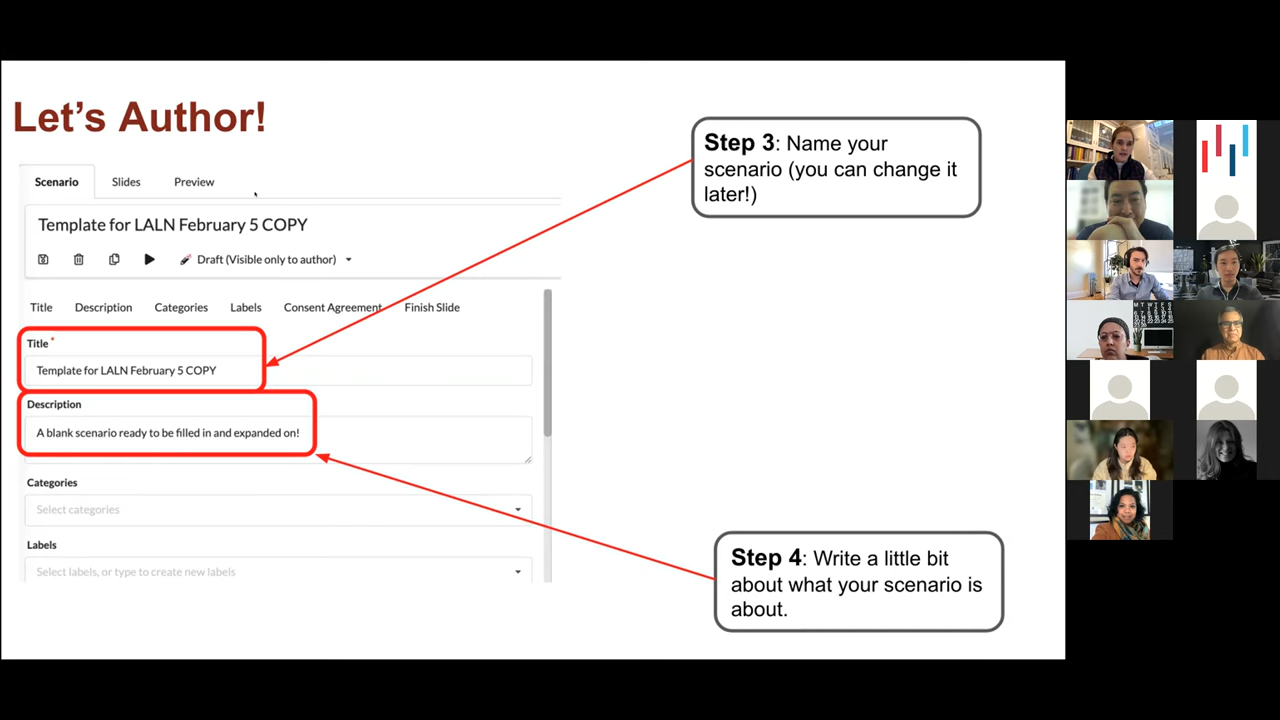 Let's Author!
Scenario
Slides
Preview
Template for LALN February 5 COPY
Draft (Visible only to author)
Title
Description
Categories
Labels
Consent Agreement
Finish Slide
Title *
Template for LALN February 5 COPY
Description
A blank scenario ready to be filled in and expanded on!
Categories
Select categories
Labels
Select labels, or type to create new labels
Step 3: Name your
scenario (you can change it
later!)
Step 4: Write a little bit
about what your scenario is
about.